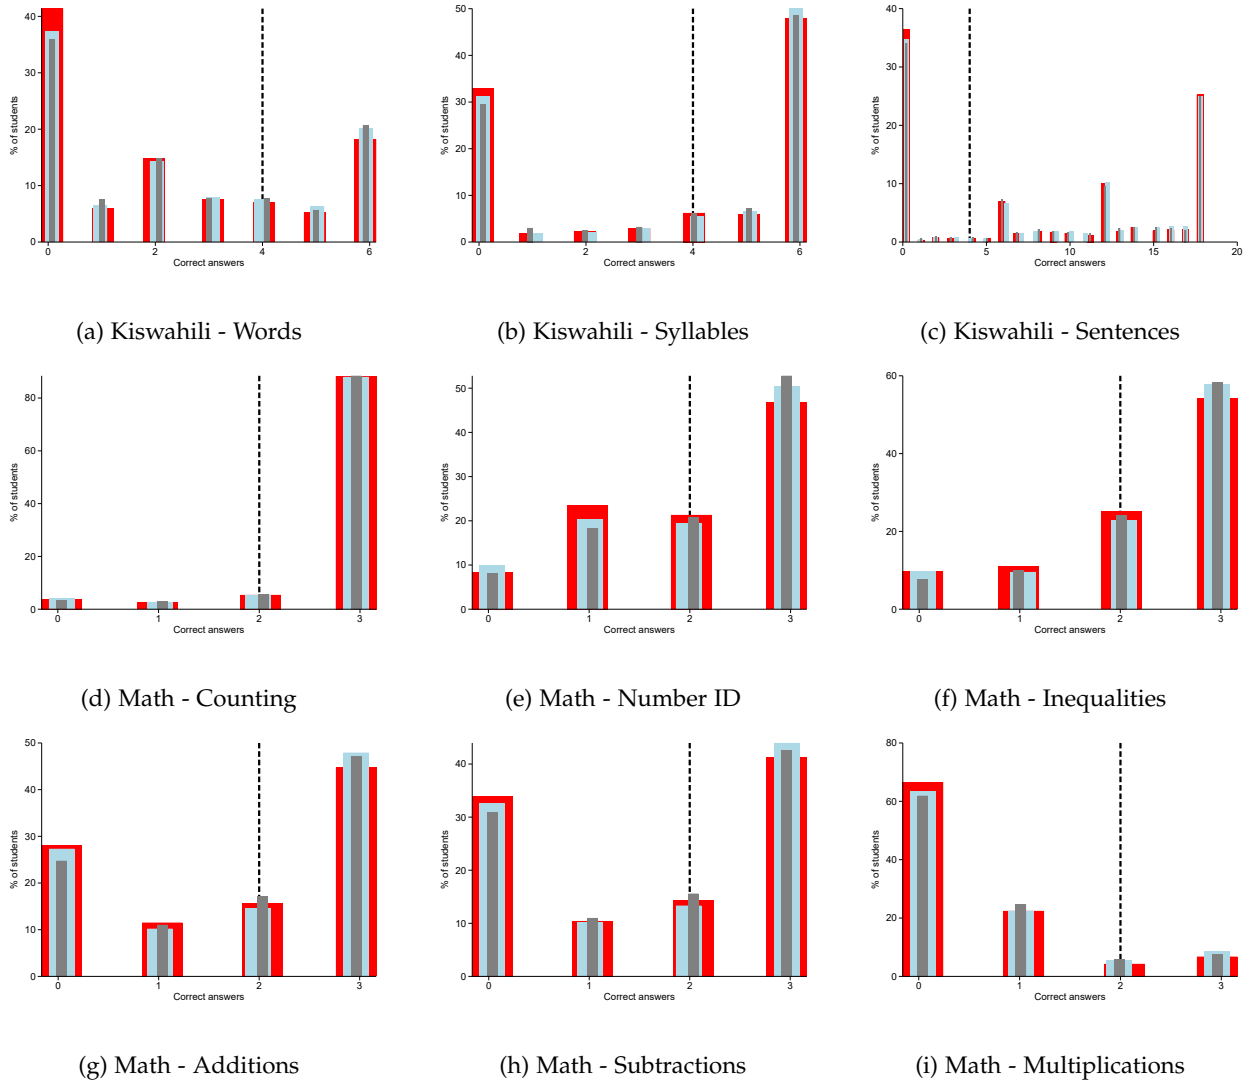 % of students
40
30
20
10
0
0 2 4 6
Correct answers
(a) Kiswahili - Words
% of students
50
40
30
20
10
0
0 2 4 6
Correct answers
(b) Kiswahili - Syllables
% of students
40
30
20
10
0
0 5 10 15 20
Correct answers
(c) Kiswahili - Sentences
% of students
80
60
40
20
0
0 1 2 3
Correct answers
(d) Math - Counting
% of students
50
40
30
20
10
0
0 1 2 3
Correct answers
(e) Math - Number ID
% of students
60
40
20
0
0 1 2 3
Correct answers
(f) Math - Inequalities
% of students
50
40
30
20
10
0
0 1 2 3
Correct answers
(g) Math - Additions
% of students
40
30
20
10
0
0 1 2 3
Correct answers
(h) Math - Subtractions
% of students
80
60
40
20
0
0 1 2 3
Correct answers
(i) Math - Multiplications